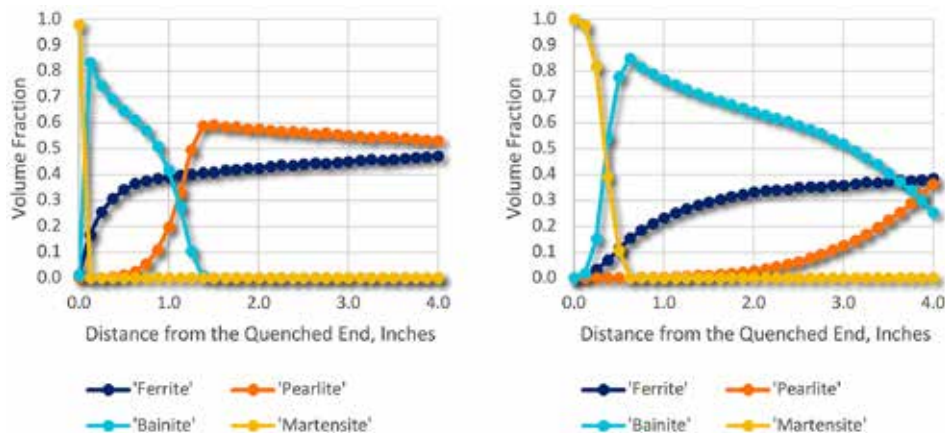 1.0
0.9
0.8
0.7
0.6
0.5
0.4
0.3
0.2
0.1
0.0
Volume Fraction
0.0 1.0 2.0 3.0 4.0
Distance from the Quenched End, Inches
'Ferrite' 'Pearlite'
'Bainite' 'Martensite'
1.0
0.9
0.8
0.7
0.6
0.5
0.4
0.3
0.2
0.1
0.0
Volume Fraction
0.0 1.0 2.0 3.0 4.0
Distance from the Quenched End, Inches
'Ferrite' 'Pearlite'
'Bainite' 'Martensite'